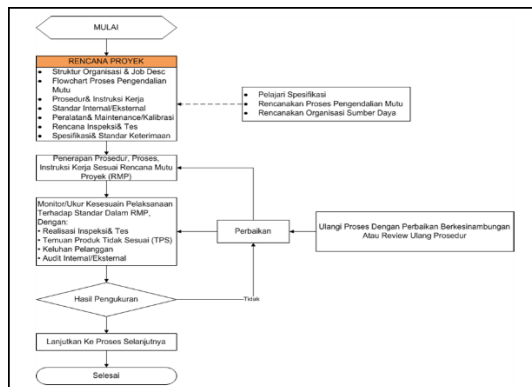 MULAI
RENCANA PROYEK
• Struktur Organisasi & Job Desc
• Flowchart Proses Pengendalian
Mutu
• Prosedur& Instruksi Kerja
• Standar Internal/Eksternal
• Peralatan& Maintenance/Kalibrasi
• Rencana Inspeksi& Tes
• Spesifikasi& Standar Keterimaan
• Pelajari Spesifikasi
• Rencanakan Proses Pengendalian Mutu
• Rencanakan Organisasi Sumber Daya
Penerapan Prosedur, Proses,
Instruksi Kerja Sesuai Rencana Mutu
Proyek (RMP)
Monitor/Ukur Kesesuain Pelaksanaan
Terhadap Standar Dalam RMP,
Dengan:
• Realisasi Inspeksi& Tes
• Temuan Produk Tidak Sesuai (TPS)
• Keluhan Pelanggan
• Audit Internal/Eksternal
Perbaikan
Ulangi Proses Dengan Perbaikan Berkesinambungan
Atau Review Ulang Prosedur
Hasil Pengukuran
Tidak
Lanjutkan Ke Proses Selanjutnya
Selesai